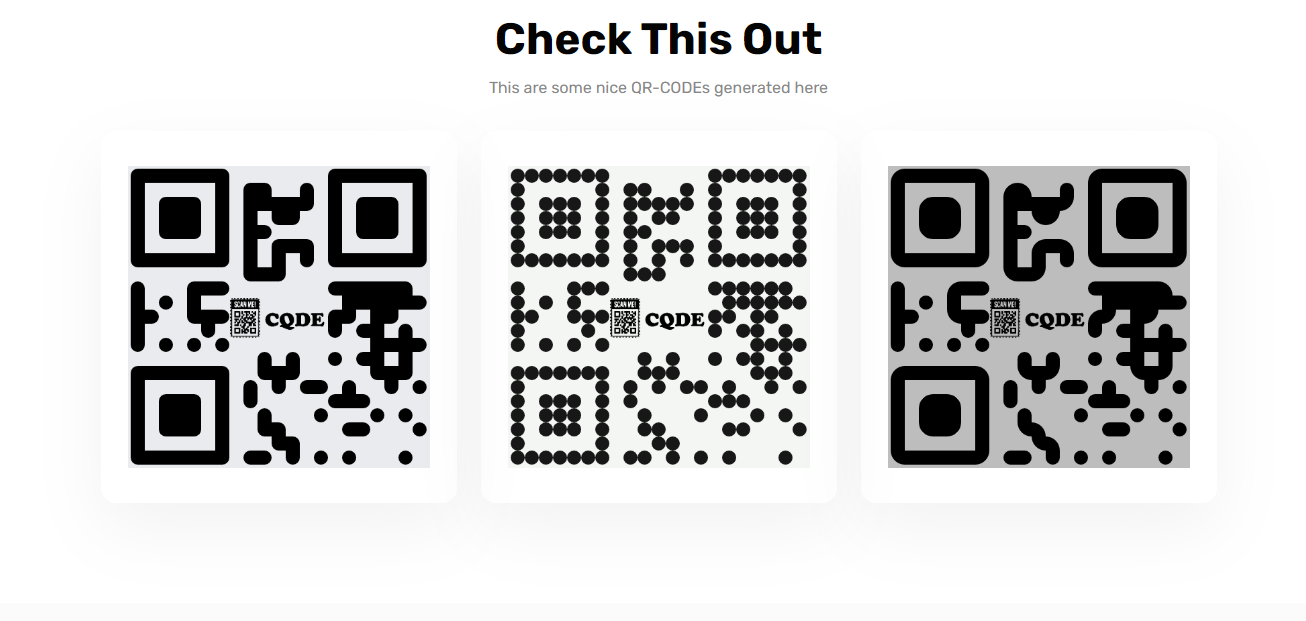 Check This Out
This are some nice QR-CODEs generated here
SCAN ME!
CQDE
SCAN ME!
CQDE
SCAN ME!
CQDE